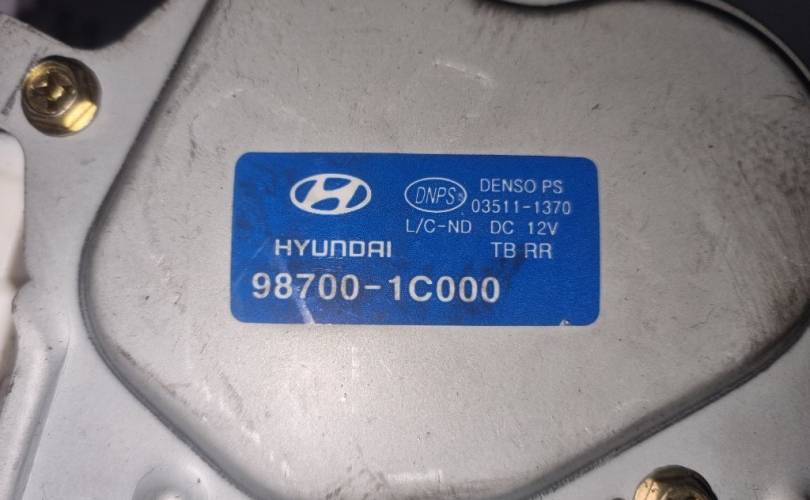 DNPS DENSO PS
03511-1370
L/C-ND DC 12V
HYUNDAI TB RR
98700-1C000